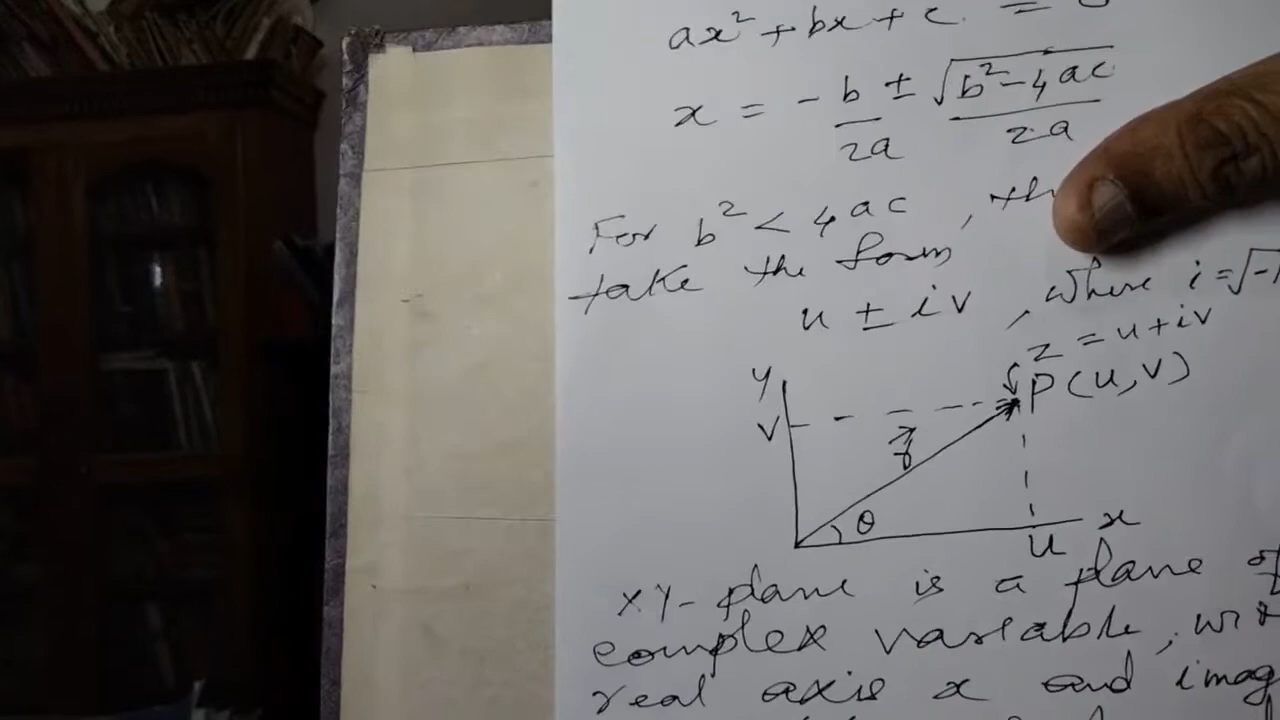 ax² + bx + c = 0
x = - b/2a ± √(b² - 4ac)/2a
For b² < 4ac, the
take the form
u ± iv, where i = √-1
z = u + iv
y P(u, v)
v
z
θ x
u
xy-plane is a plane of
complex variable, with
real axis x and imag